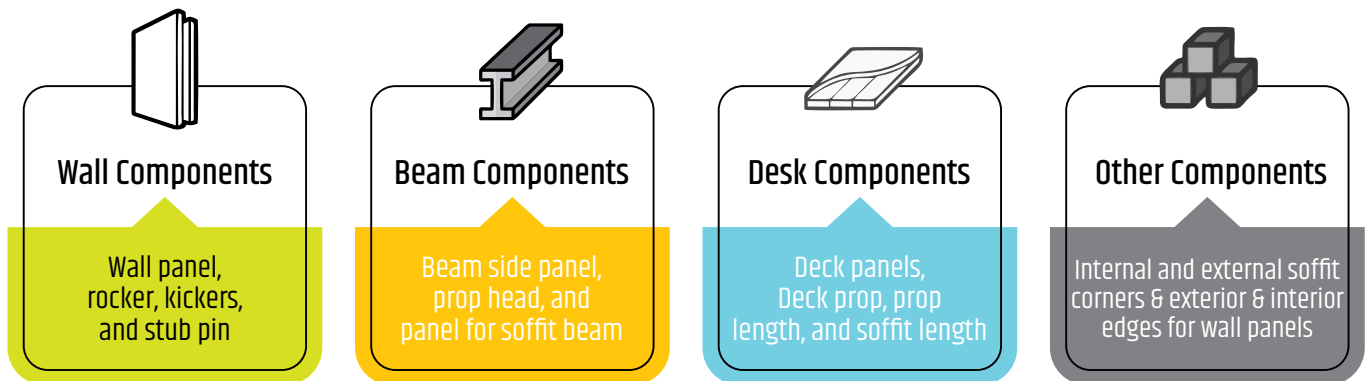 Wall Components
Wall panel,
rocker, kickers,
and stub pin
Beam Components
Beam side panel,
prop head, and
panel for soffit beam
Desk Components
Deck panels,
Deck prop, prop
length, and soffit length
Other Components
Internal and external soffit
corners & exterior & interior
edges for wall panels